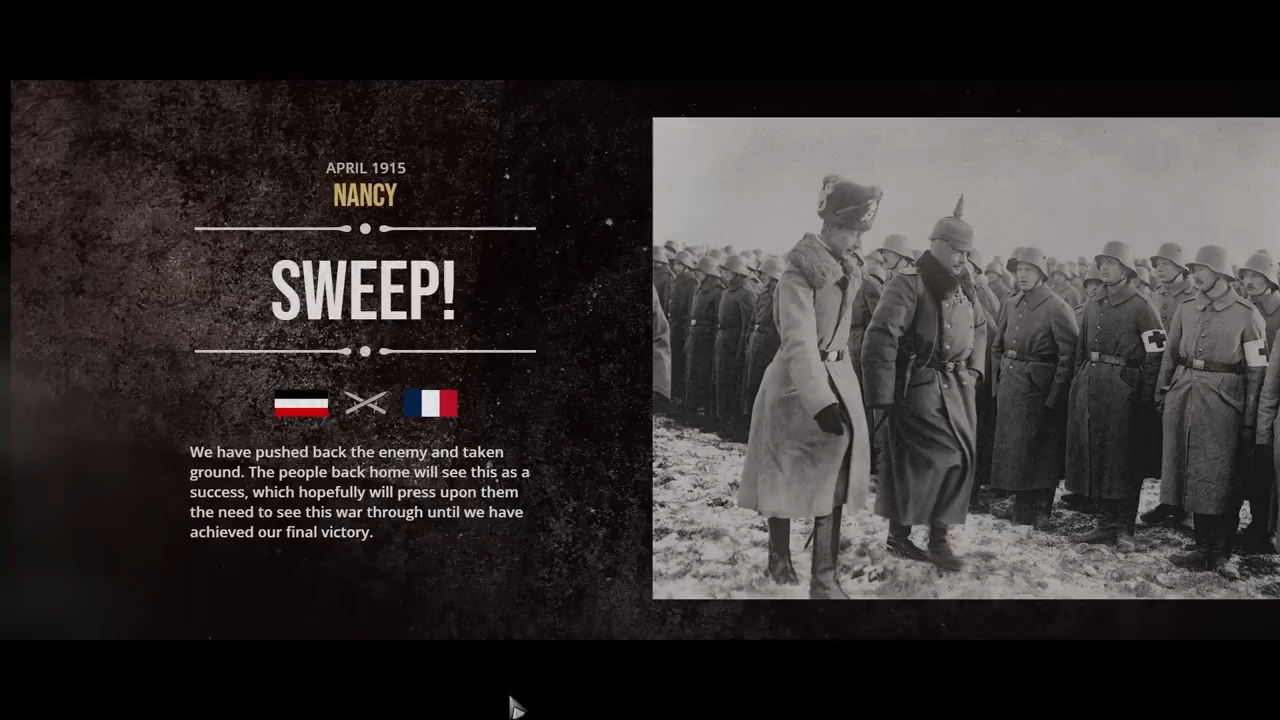 APRIL 1915
NANCY
SWEEP!
We have pushed back the enemy and taken
ground. The people back home will see this as a
success, which hopefully will press upon them
the need to see this war through until we have
achieved our final victory.